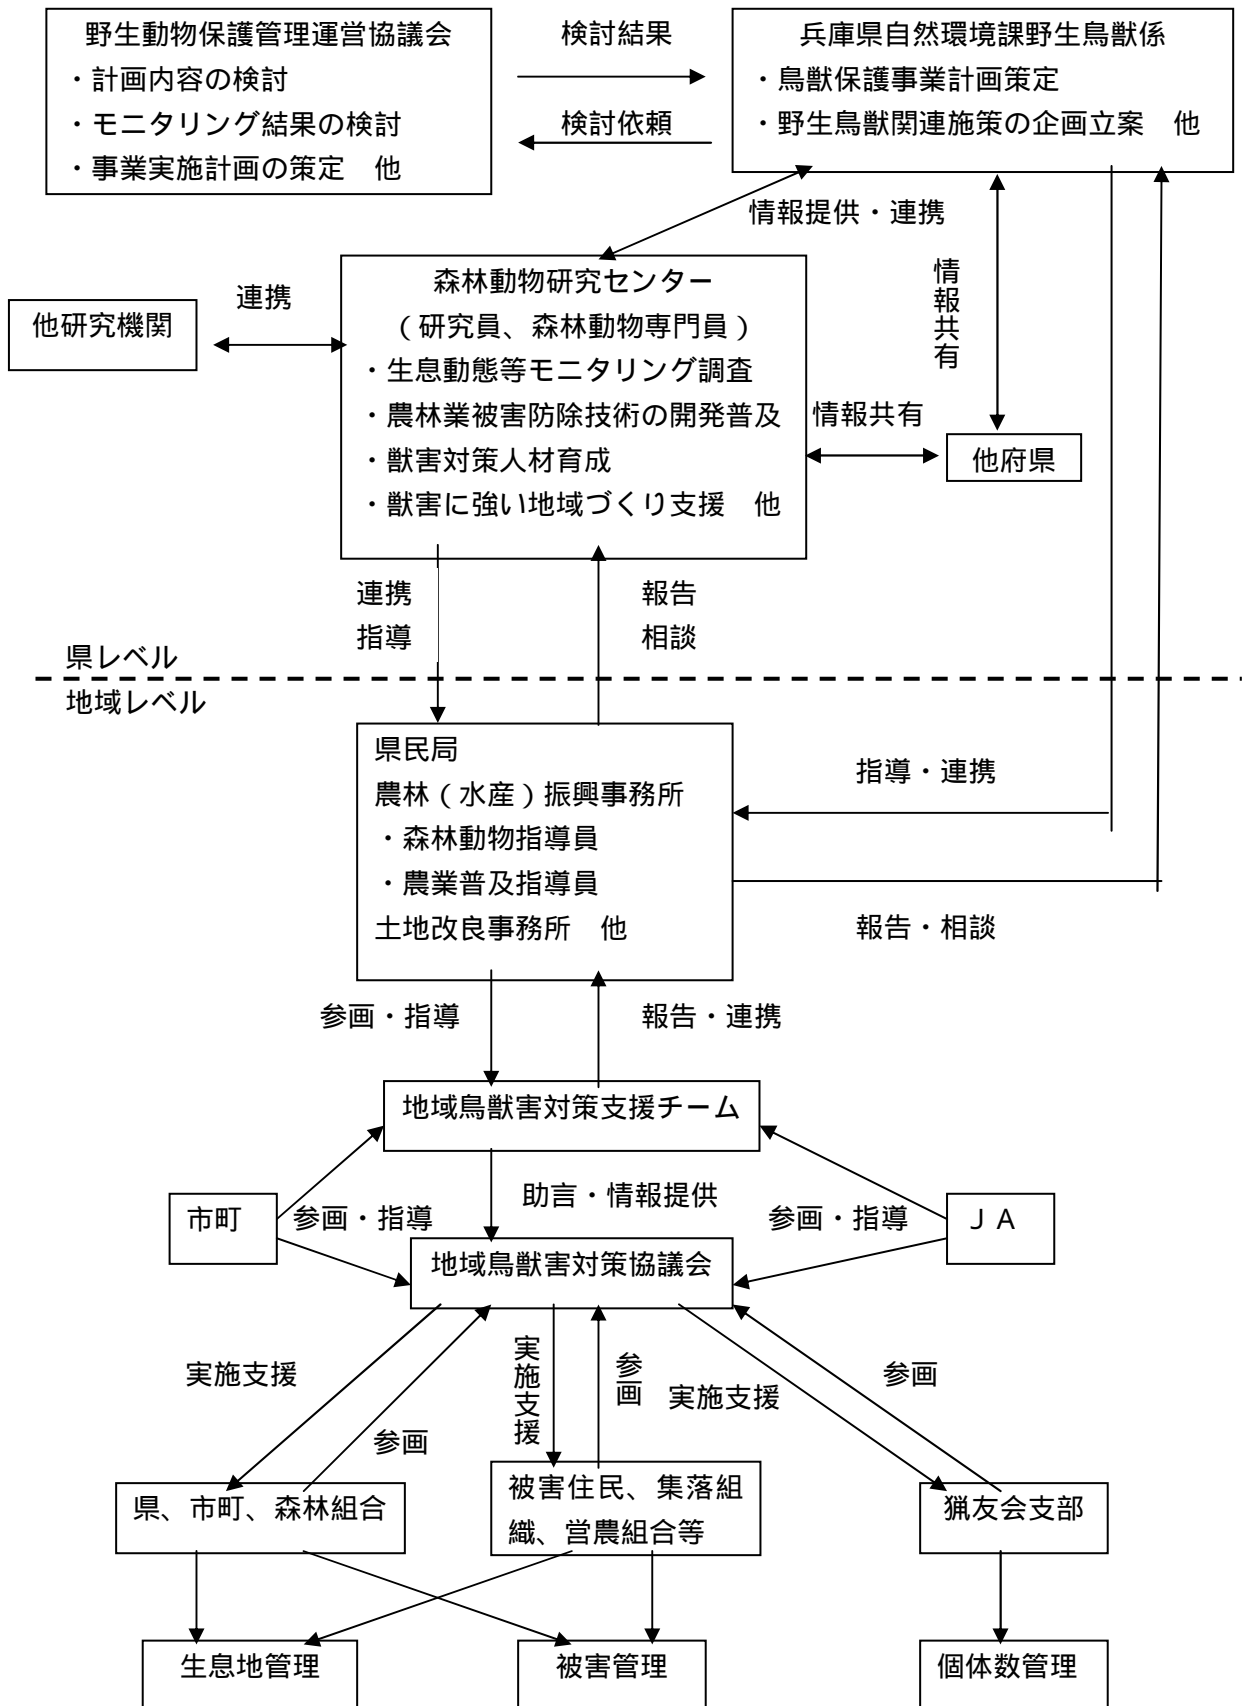 野生動物保護管理運営協議会
・計画内容の検討
・モニタリング結果の検討
・事業実施計画の策定　他
検討結果
検討依頼
兵庫県自然環境課野生鳥獣係
・鳥獣保護事業計画策定
・野生鳥獣関連施策の企画立案　他
情報提供・連携
情報共有
他研究機関
連携
森林動物研究センター
（研究員、森林動物専門員）
・生息動態等モニタリング調査
・農林業被害防除技術の開発普及
・獣害対策人材育成
・獣害に強い地域づくり支援　他
情報共有
他府県
連携
指導
報告
相談
県レベル
地域レベル
県民局
農林（水産）振興事務所
・森林動物指導員
・農業普及指導員
土地改良事務所　他
指導・連携
報告・相談
参画・指導
報告・連携
地域鳥獣害対策支援チーム
市町
参画・指導
助言・情報提供
参画・指導
ＪＡ
地域鳥獣害対策協議会
実施支援
参画
実施支援
参画
実施支援
参画
県、市町、森林組合
被害住民、集落組
織、営農組合等
猟友会支部
生息地管理
被害管理
個体数管理